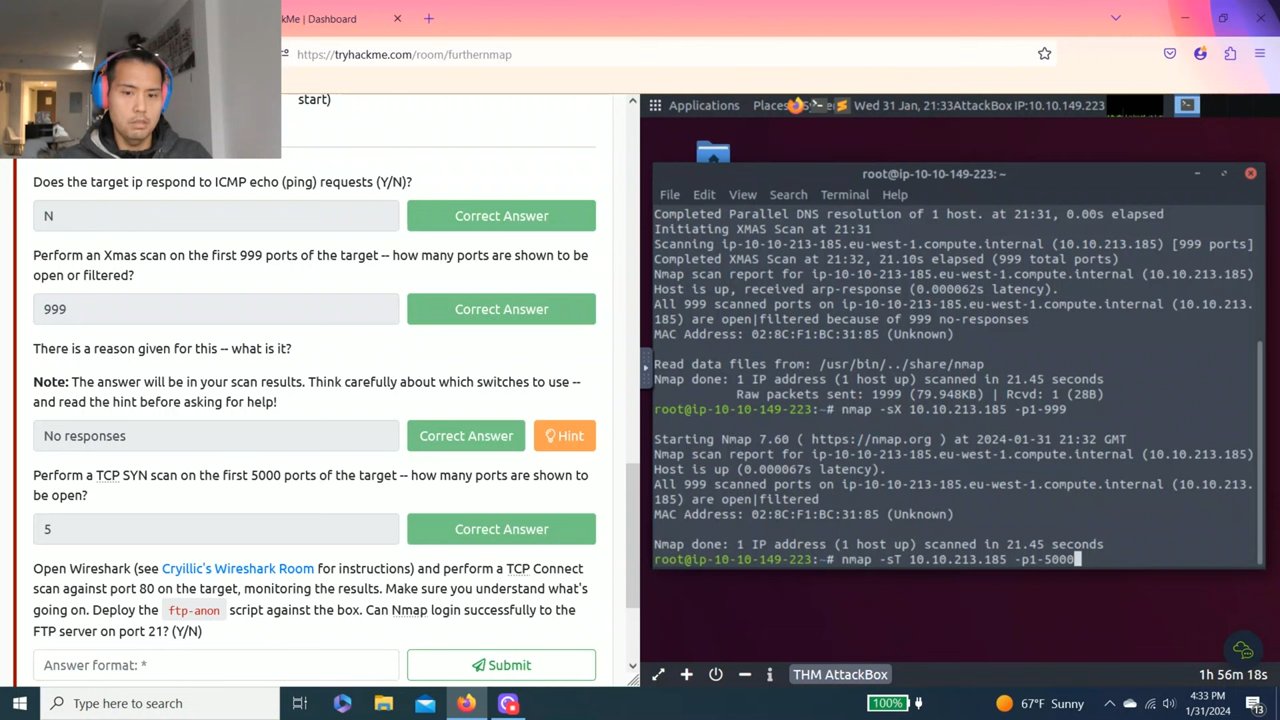 kMe | Dashboard
https://tryhackme.com/room/furthernmap
start)
Does the target ip respond to ICMP echo (ping) requests (Y/N)?
N
Correct Answer
Perform an Xmas scan on the first 999 ports of the target -- how many ports are shown to be
open or filtered?
999
Correct Answer
There is a reason given for this -- what is it?
Note: The answer will be in your scan results. Think carefully about which switches to use --
and read the hint before asking for help!
No responses
Correct Answer
Hint
Perform a TCP SYN scan on the first 5000 ports of the target -- how many ports are shown to
be open?
5
Correct Answer
Open Wireshark (see Cryillic's Wireshark Room for instructions) and perform a TCP Connect
scan against port 80 on the target, monitoring the results. Make sure you understand what's
going on. Deploy the ftp-anon script against the box. Can Nmap login successfully to the
FTP server on port 21? (Y/N)
Answer format: *
Submit
Applications Places Wed 31 Jan, 21:33 AttackBox IP:10.10.149.223
root@ip-10-10-149-223: ~
File Edit View Search Terminal Help
Completed Parallel DNS resolution of 1 host. at 21:31, 0.00s elapsed
Initiating XMAS Scan at 21:31
Scanning ip-10-10-213-185.eu-west-1.compute.internal (10.10.213.185) [999 ports]
Completed XMAS Scan at 21:32, 21.10s elapsed (999 total ports)
Nmap scan report for ip-10-10-213-185.eu-west-1.compute.internal (10.10.213.185)
Host is up, received arp-response (0.000062s latency).
All 999 scanned ports on ip-10-10-213-185.eu-west-1.compute.internal (10.10.213.
185) are open|filtered because of 999 no-responses
MAC Address: 02:8C:F1:BC:31:85 (Unknown)
Read data files from: /usr/bin/../share/nmap
Nmap done: 1 IP address (1 host up) scanned in 21.45 seconds
Raw packets sent: 1999 (79.948KB) | Rcvd: 1 (28B)
root@ip-10-10-149-223:~# nmap -sX 10.10.213.185 -p1-999
Starting Nmap 7.60 ( https://nmap.org ) at 2024-01-31 21:32 GMT
Nmap scan report for ip-10-10-213-185.eu-west-1.compute.internal (10.10.213.185)
Host is up (0.000067s latency).
All 999 scanned ports on ip-10-10-213-185.eu-west-1.compute.internal (10.10.213.
185) are open|filtered
MAC Address: 02:8C:F1:BC:31:85 (Unknown)
Nmap done: 1 IP address (1 host up) scanned in 21.45 seconds
root@ip-10-10-149-223:~# nmap -sT 10.10.213.185 -p1-5000
THM AttackBox
1h 56m 18s
Type here to search
100%
67°F Sunny
4:33 PM
1/31/2024
13